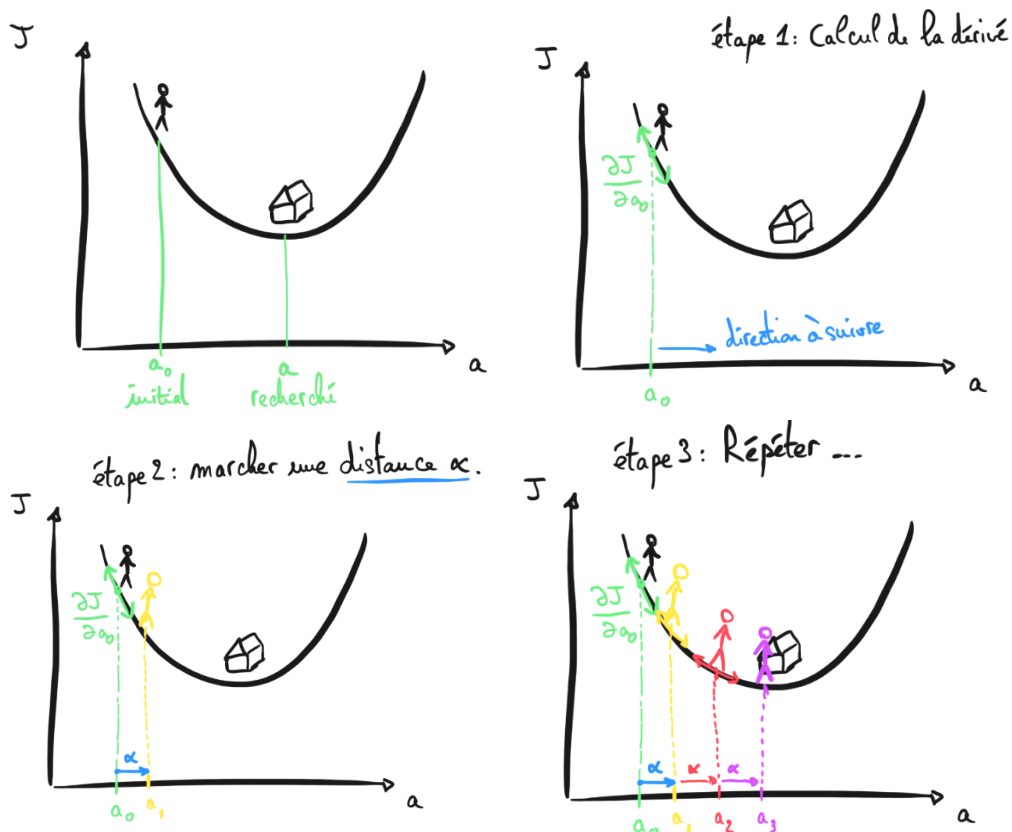 J
a₀
initial
a
recherché
a
étape 1: Calcul de la dérivé
J
∂J
∂a₀
direction à suivre
a₀
a
étape 2: marcher une distance α.
J
∂J
∂a₀
α
a₀ a₁
a
étape 3: Répéter ...
J
∂J
∂a₀
α α α
a₀ a₁ a₂ a₃
a